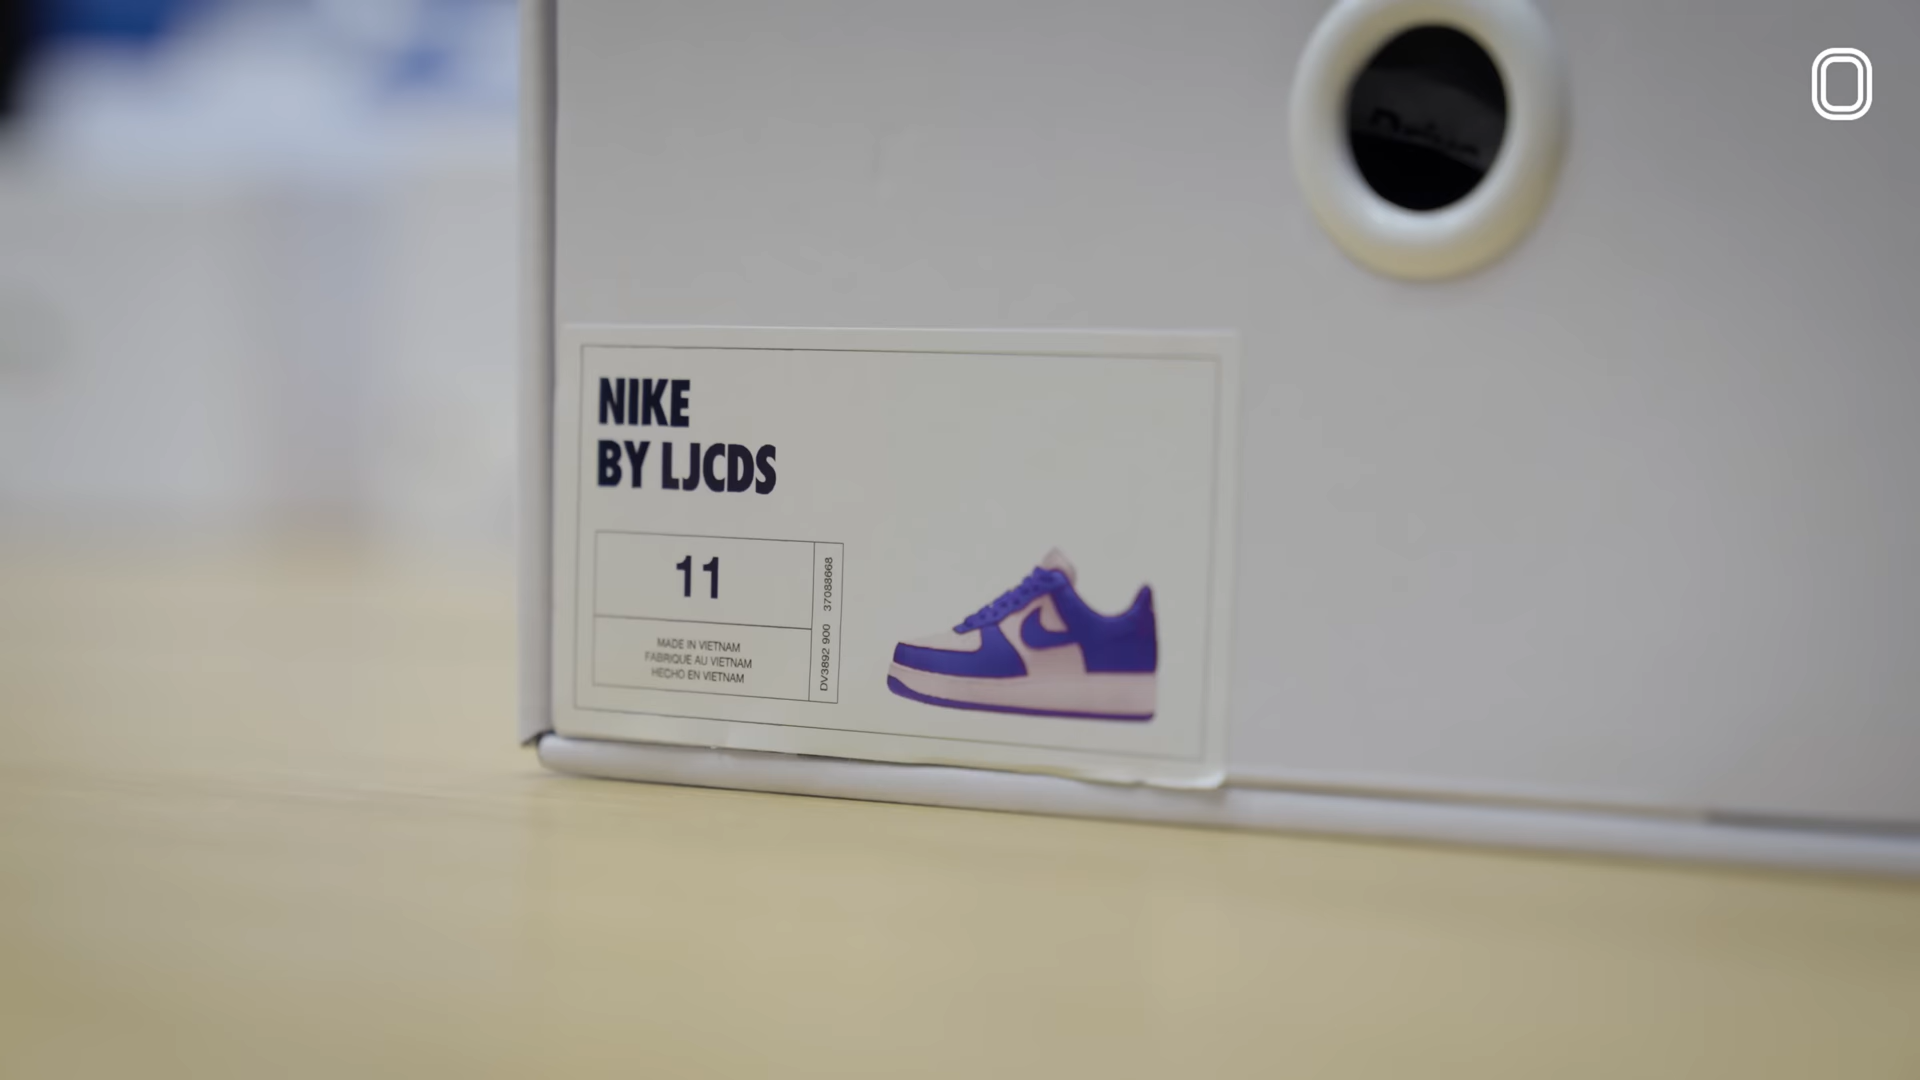 NIKE
BY LJCDS
11
MADE IN VIETNAM
FABRIQUE AU VIETNAM
HECHO EN VIETNAM
DV3892 900 37088668